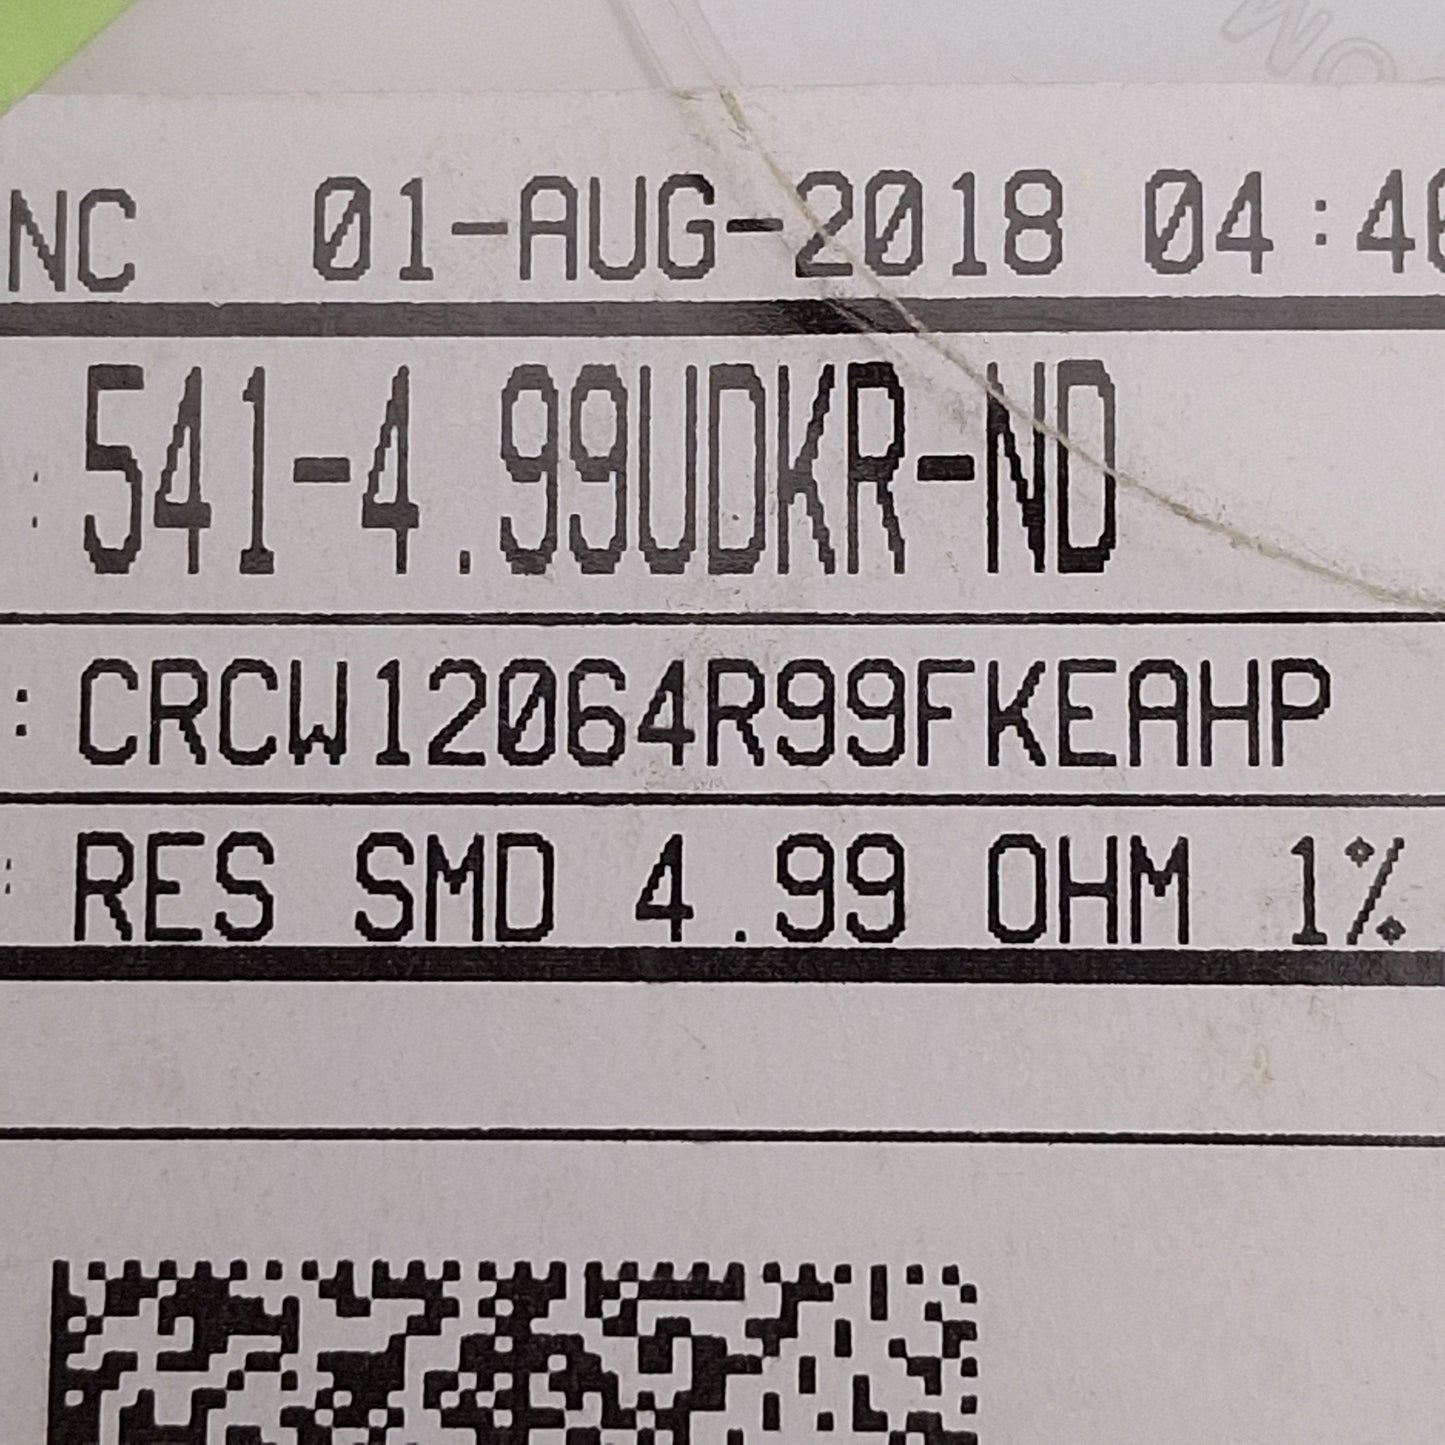 NC 01-AUG-2018 04:4
: 541-4.99UDKR-ND
: CRCW12064R99FKEAHP
: RES SMD 4.99 OHM 1%